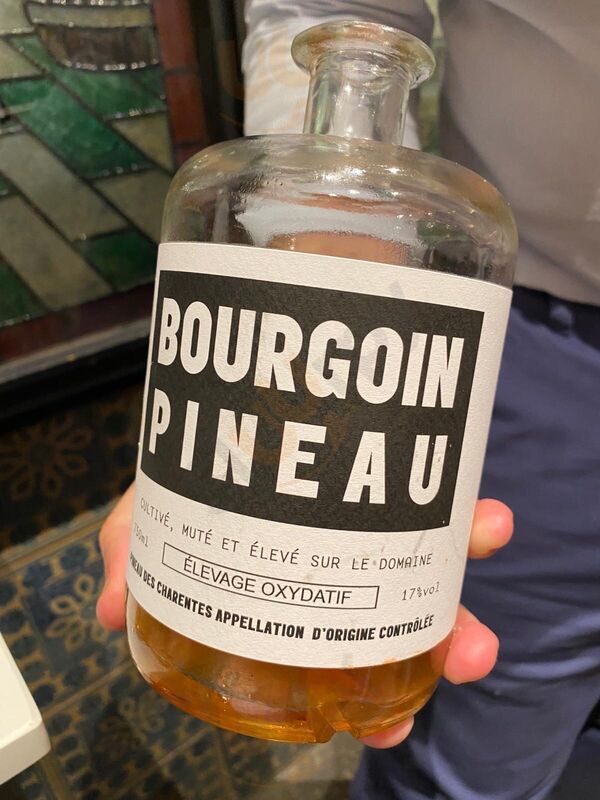 BOURGOIN
PINEAU
CULTIVÉ, MUTÉ ET ÉLEVÉ SUR LE DOMAINE
750ml
ÉLEVAGE OXYDATIF
17%vol
PINEAU DES CHARENTES APPELLATION D'ORIGINE CONTRÔLÉE